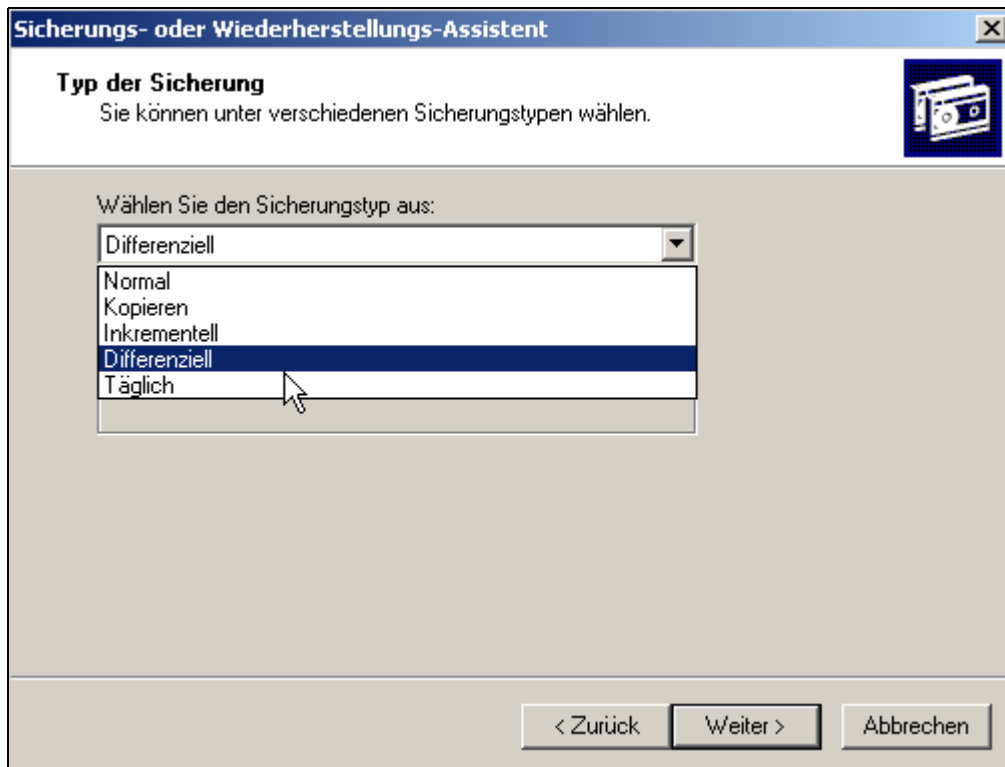 Sicherungs- oder Wiederherstellungs-Assistent
Typ der Sicherung
Sie können unter verschiedenen Sicherungstypen wählen.
Wählen Sie den Sicherungstyp aus:
Differenziell
Normal
Kopieren
Inkrementell
Differenziell
Täglich
< Zurück
Weiter >
Abbrechen